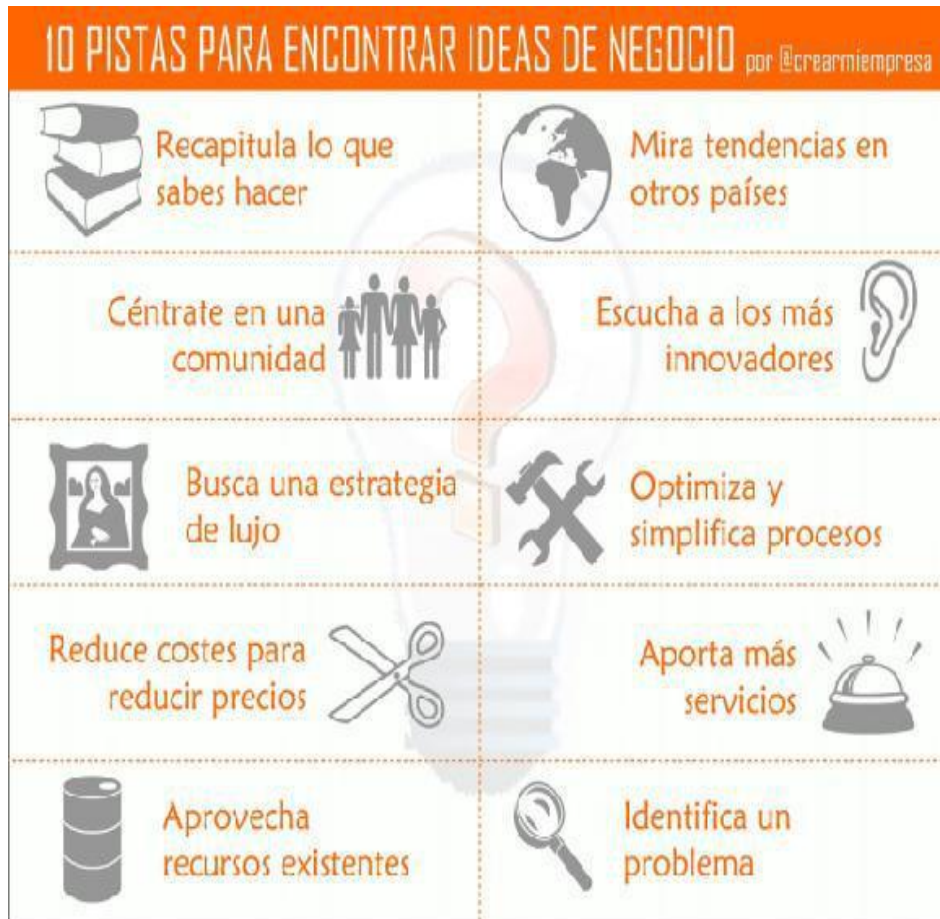 10 PISTAS PARA ENCONTRAR IDEAS DE NEGOCIO por @crearmiempresa
Recapitula lo que
sabes hacer
Mira tendencias en
otros países
Céntrate en una
comunidad
Escucha a los más
innovadores
Busca una estrategia
de lujo
Optimiza y
simplifica procesos
Reduce costes para
reducir precios
Aporta más
servicios
Aprovecha
recursos existentes
Identifica un
problema